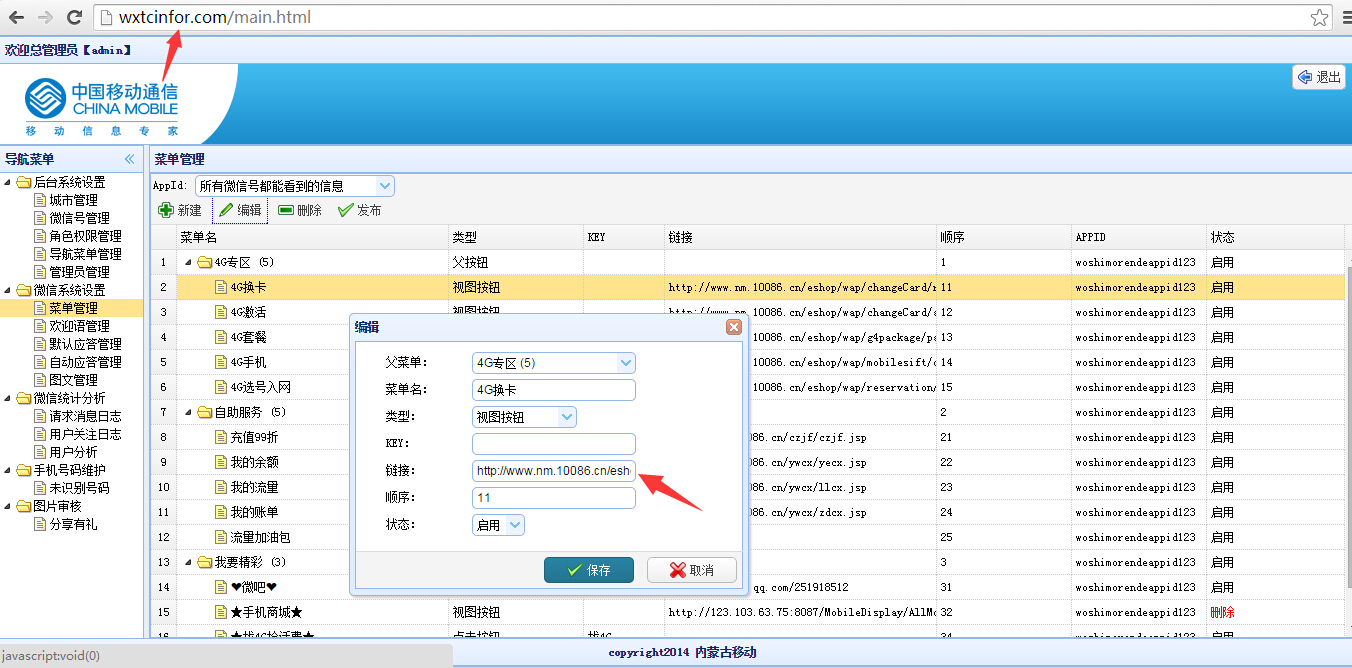 wxtcinfor.com/main.html
欢迎总管理员【admin】
中国移动通信
CHINA MOBILE
移动信息专家
退出
导航菜单
后台系统设置
城市管理
微信号管理
角色权限管理
导航菜单管理
管理员管理
微信系统设置
菜单管理
欢迎语管理
默认应答管理
自动应答管理
图文管理
微信统计分析
请求消息日志
用户关注日志
用户分析
手机号码维护
未识别号码
图片审核
分享有礼
菜单管理
AppId: 所有微信号都能看到的信息
新建 编辑 删除 发布
菜单名 类型 KEY 链接 顺序 APPID 状态
1 4G专区 (5) 父按钮 1 woshimorendeappid123 启用
2 4G换卡 视图按钮 http://www.nm.10086.cn/eshop/wap/changeCard/ 11 woshimorendeappid123 启用
3 4G激活 视图按钮 http://www.nm.10086.cn/eshop/wap/changeCard/ 12 woshimorendeappid123 启用
4 4G套餐 10086.cn/eshop/wap/g4package/pa 13 woshimorendeappid123 启用
5 4G手机 10086.cn/eshop/wap/mobilesift/ 14 woshimorendeappid123 启用
6 4G选号入网 10086.cn/eshop/wap/reservation/ 15 woshimorendeappid123 启用
7 自助服务 (5) 2 woshimorendeappid123 启用
8 充值99折 086.cn/czjf/czjf.jsp 21 woshimorendeappid123 启用
9 我的余额 086.cn/ywcx/yecx.jsp 22 woshimorendeappid123 启用
10 我的流量 086.cn/ywcx/llcx.jsp 23 woshimorendeappid123 启用
11 我的账单 086.cn/ywcx/zdcx.jsp 24 woshimorendeappid123 启用
12 流量加油包 25 woshimorendeappid123 启用
13 我要精彩 (3) 3 woshimorendeappid123 启用
14 ❤微吧❤ qq.com/251918512 31 woshimorendeappid123 启用
15 ★手机商城★ 视图按钮 http://123.103.63.75:8087/MobileDisplay/AllMo 32 woshimorendeappid123 删除
编辑
父菜单: 4G专区 (5)
菜单名: 4G换卡
类型: 视图按钮
KEY:
链接: http://www.nm.10086.cn/esh
顺序: 11
状态: 启用
保存 取消
javascript:void(0)
copyright2014 内蒙古移动